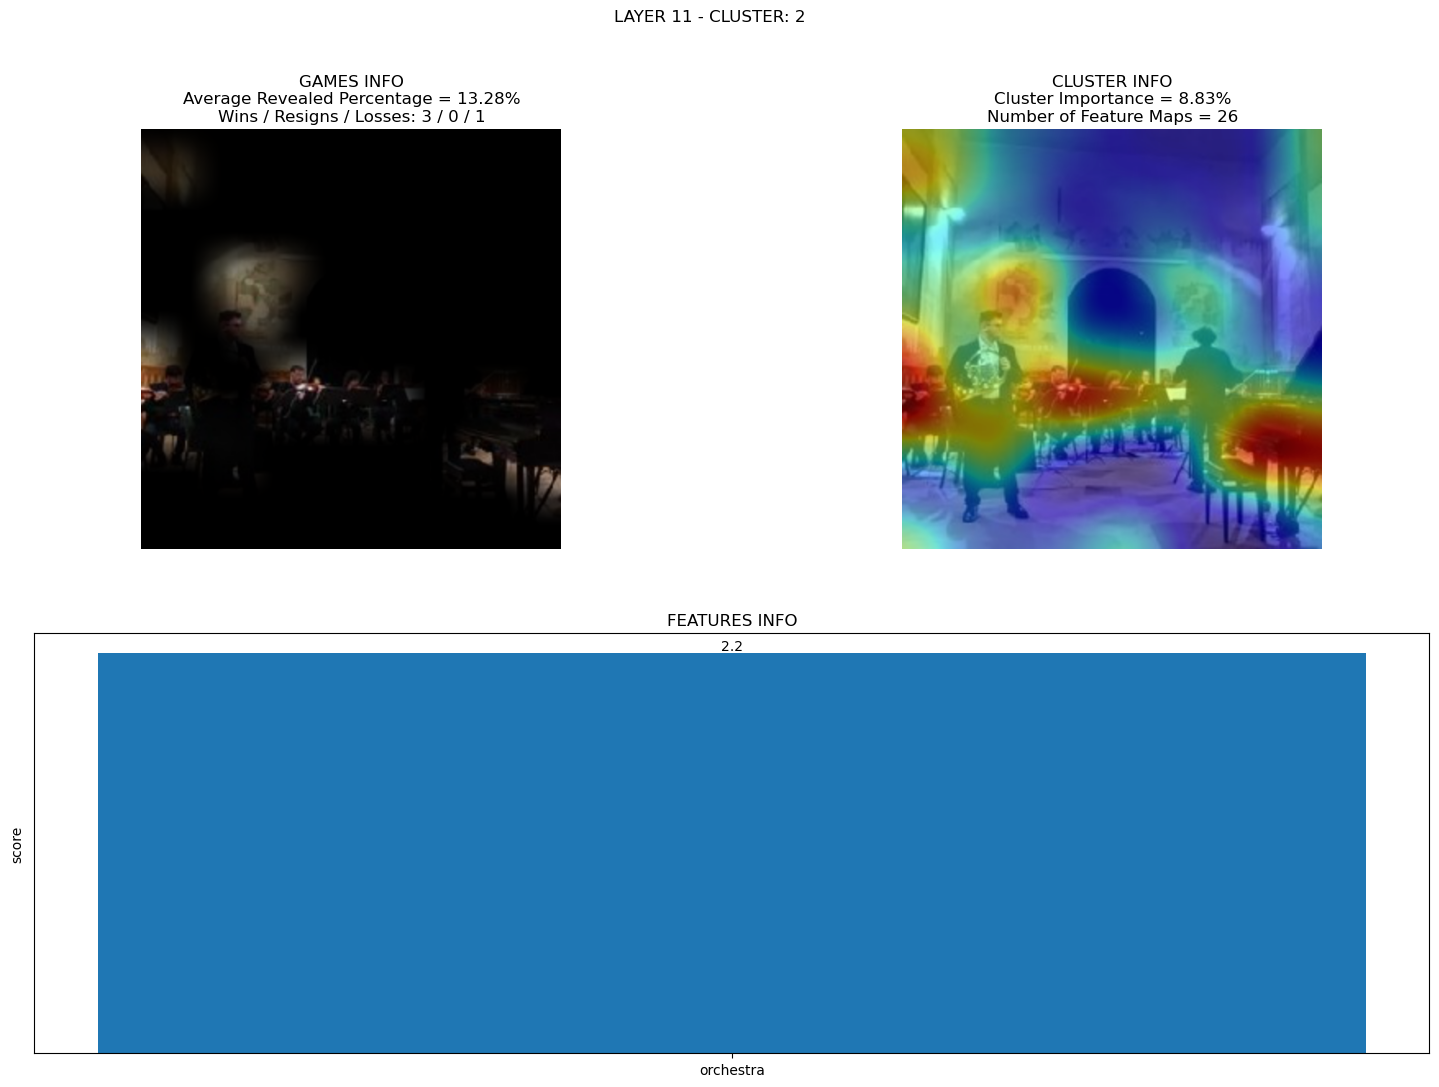 LAYER 11 - CLUSTER: 2
GAMES INFO
Average Revealed Percentage = 13.28%
Wins / Resigns / Losses: 3 / 0 / 1
CLUSTER INFO
Cluster Importance = 8.83%
Number of Feature Maps = 26
FEATURES INFO
2.2
score
orchestra